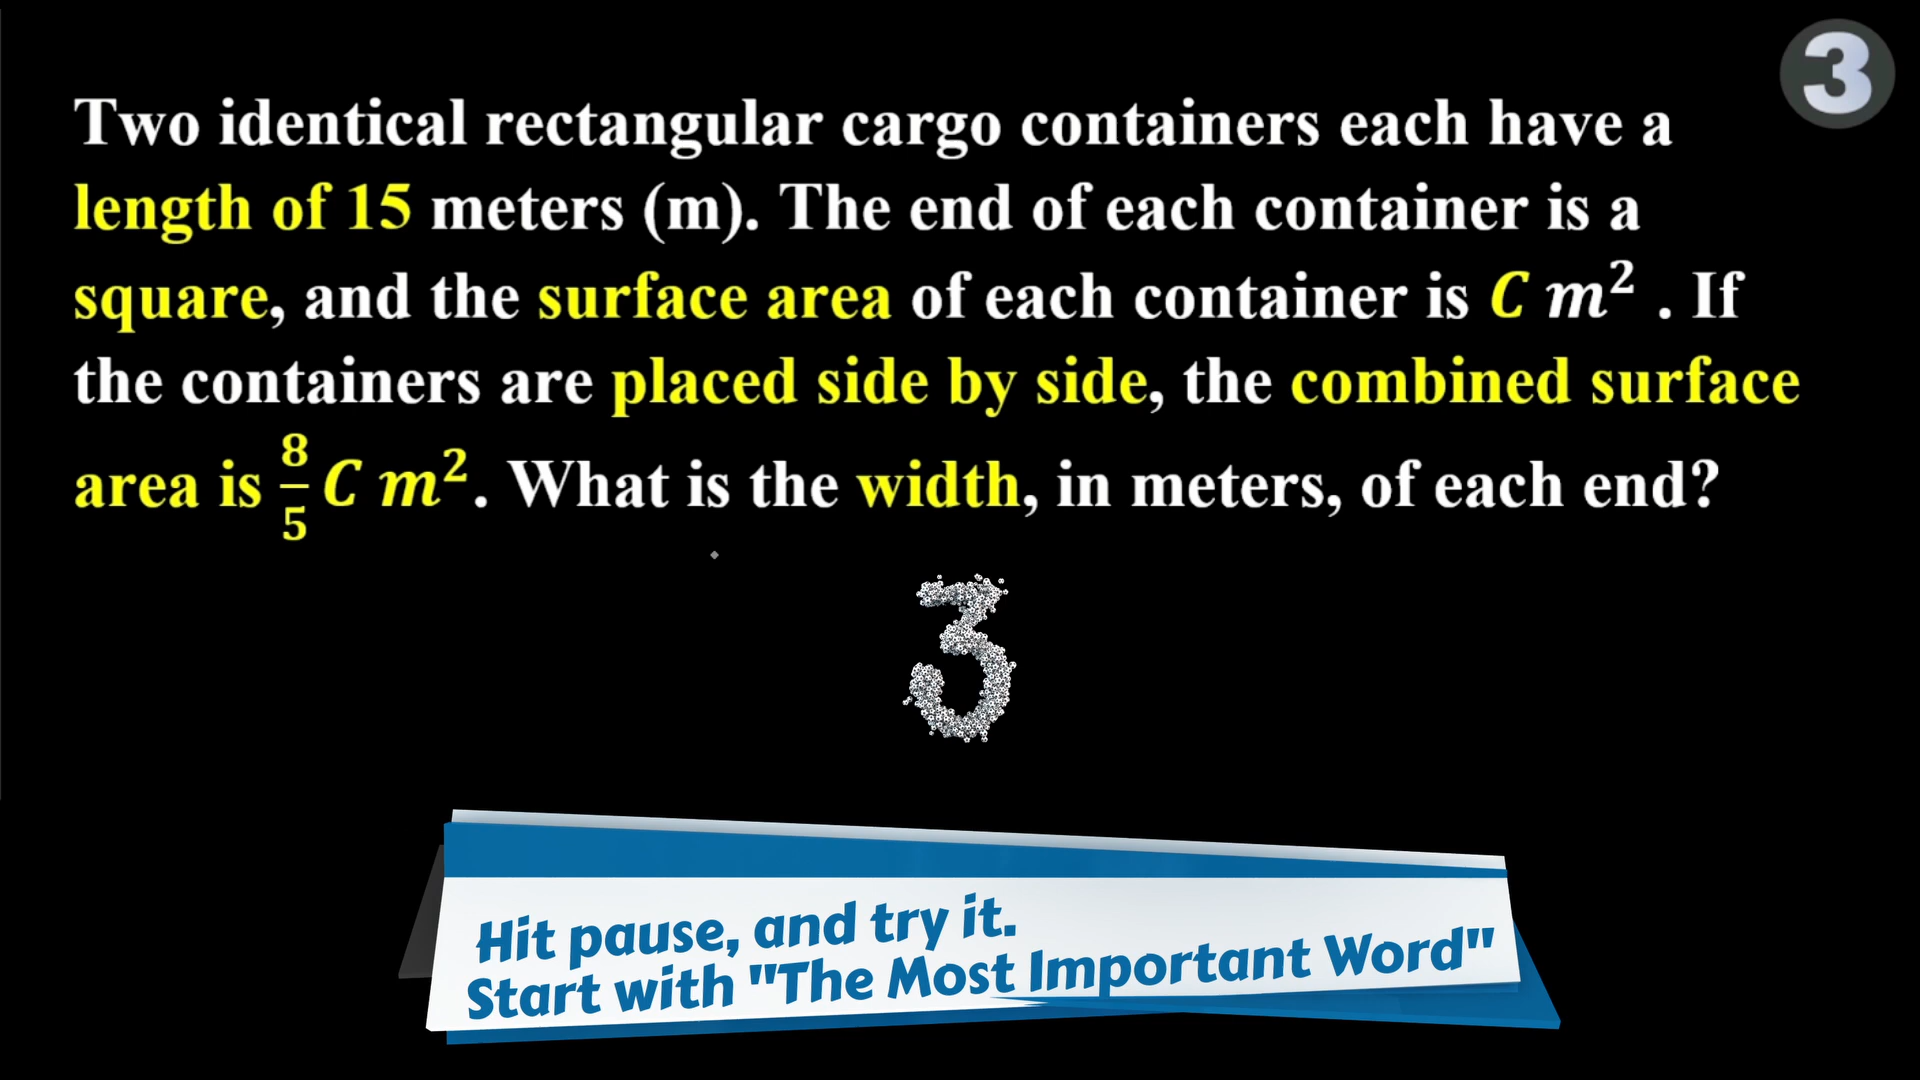 3
Two identical rectangular cargo containers each have a
length of 15 meters (m). The end of each container is a
square, and the surface area of each container is C m² . If
the containers are placed side by side, the combined surface
area is 8/5 C m². What is the width, in meters, of each end?
3
Hit pause, and try it.
Start with "The Most Important Word"